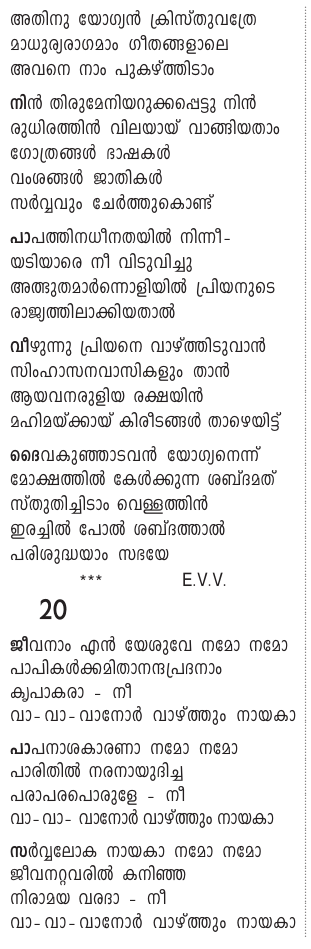 അതിനു യോഗ്യൻ ക്രിസ്തുവത്രേ
മാധുര്യരാഗമാം ഗീതങ്ങളാലെ
അവനെ നാം പുകഴ്ത്തിടാം
നിൻ തിരുമേനിയറുക്കപ്പെട്ടു നിൻ
രുധിരത്തിൻ വിലയായ് വാങ്ങിയതാം
ഗോത്രങ്ങൾ ഭാഷകൾ
വംശങ്ങൾ ജാതികൾ
സർവ്വവും ചേർത്തുകൊണ്ട്
പാപത്തിനധീനതയിൽ നിന്നീ-
യടിയാരെ നീ വിടുവിച്ചു
അത്ഭുതമാർന്നൊളിയിൽ പ്രിയനുടെ
രാജ്യത്തിലാക്കിയതാൽ
വീഴുന്നു പ്രിയനെ വാഴ്ത്തിടുവാൻ
സിംഹാസനവാസികളും താൻ
ആയവനരുളിയ രക്ഷയിൻ
മഹിമയ്ക്കായ് കിരീടങ്ങൾ താഴെയിട്ട്
ദൈവകുഞ്ഞാടവൻ യോഗ്യനെന്ന്
മോക്ഷത്തിൽ കേൾക്കുന്ന ശബ്ദമത്
സ്തുതിച്ചിടാം വെള്ളത്തിൻ
ഇരച്ചിൽ പോൽ ശബ്ദത്താൽ
പരിശുദ്ധയാം സഭയേ
*** E.V.V.
20
ജീവനാം എൻ യേശുവേ നമോ നമോ
പാപികൾക്കമിതാനന്ദപ്രദനാം
കൃപാകരാ - നീ
വാ- വാ- വാനോർ വാഴ്ത്തും നായകാ
പാപനാശകാരണാ നമോ നമോ
പാരിതിൽ നരനായുദിച്ച
പരാപരപൊരുളേ - നീ
വാ- വാ- വാനോർ വാഴ്ത്തും നായകാ
സർവ്വലോക നായകാ നമോ നമോ
ജീവനറ്റവരിൽ കനിഞ്ഞ
നിരാമയ വരദാ - നീ
വാ- വാ- വാനോർ വാഴ്ത്തും നായകാ